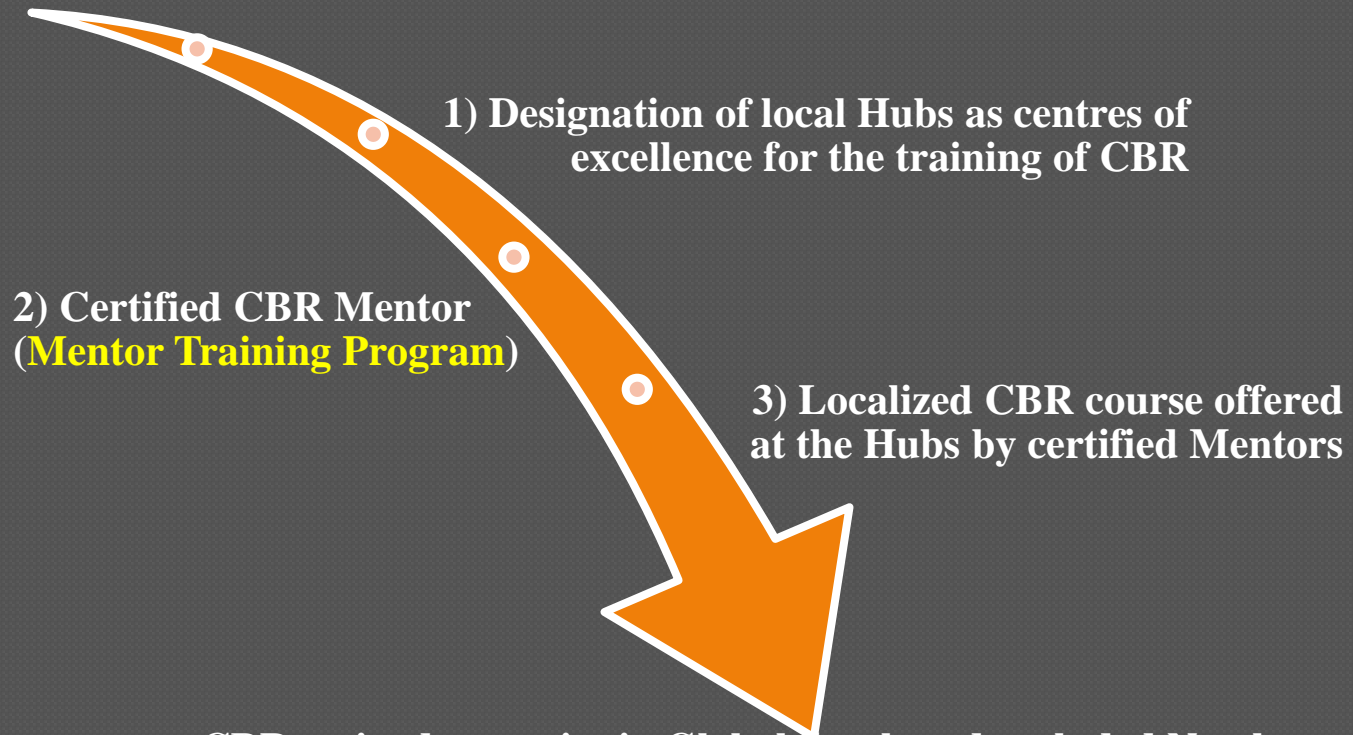 1) Designation of local Hubs as centres of
excellence for the training of CBR
2) Certified CBR Mentor
(Mentor Training Program)
3) Localized CBR course offered
at the Hubs by certified Mentors